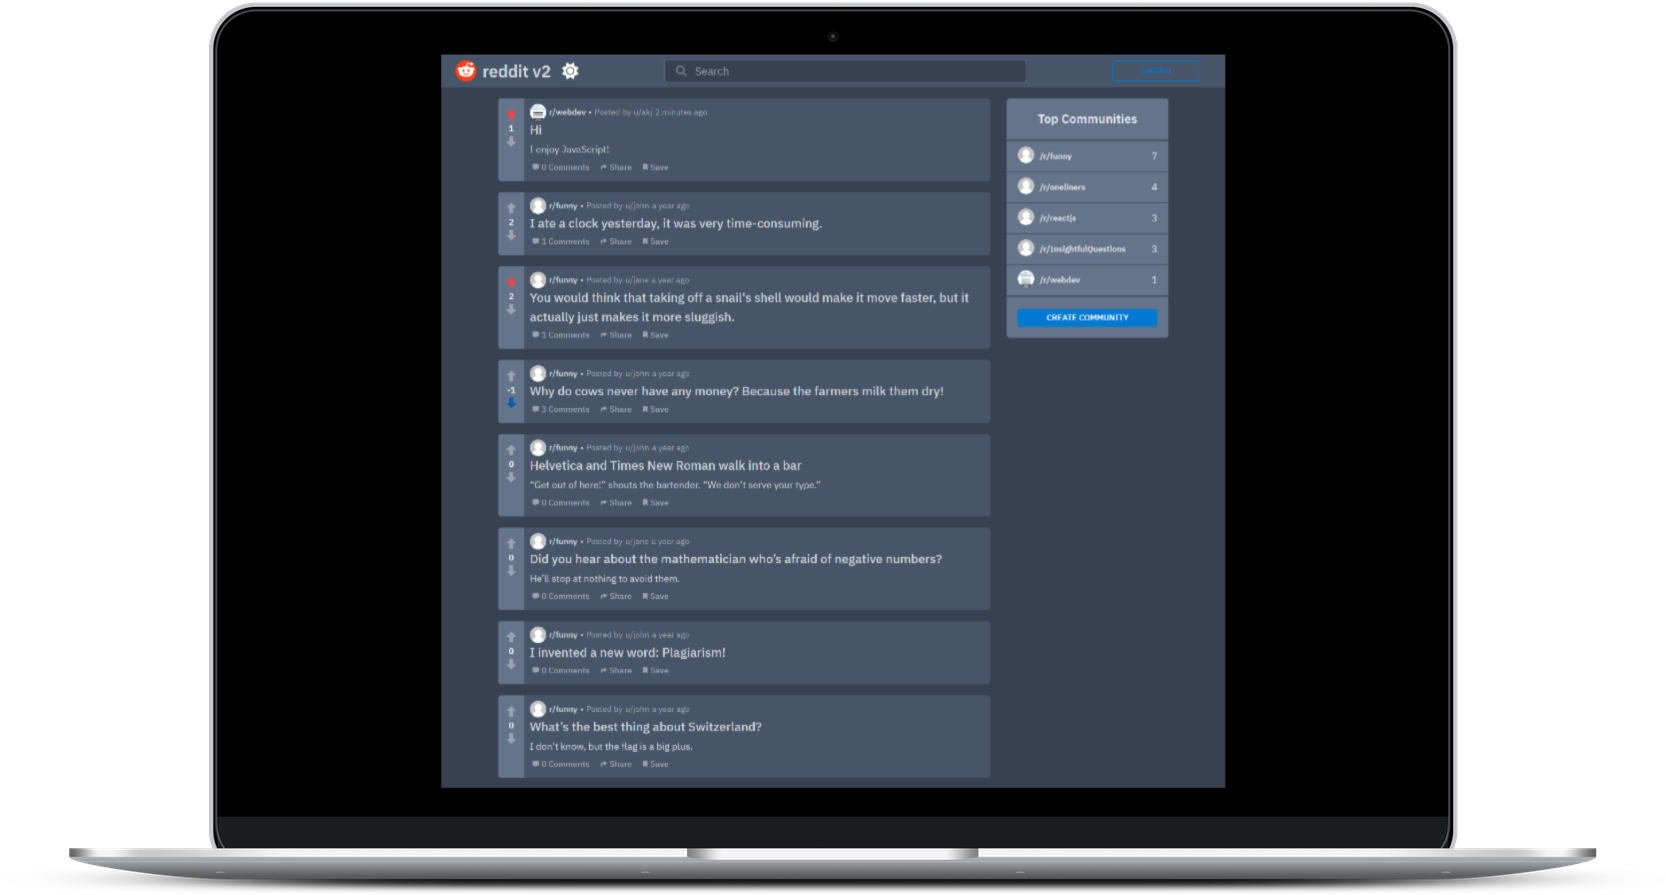 reddit v2
Search
r/webdev • Posted by u/akj 2 minutes ago
1
Hi
I enjoy JavaScript!
0 Comments Share Save
r/funny • Posted by u/john a year ago
2
I ate a clock yesterday, it was very time-consuming.
1 Comments Share Save
r/funny • Posted by u/jane a year ago
2
You would think that taking off a snail's shell would make it move faster, but it
actually just makes it more sluggish.
1 Comments Share Save
r/funny • Posted by u/john a year ago
-1
Why do cows never have any money? Because the farmers milk them dry!
3 Comments Share Save
r/funny • Posted by u/john a year ago
0
Helvetica and Times New Roman walk into a bar
“Get out of here!” shouts the bartender. “We don’t serve your type.”
0 Comments Share Save
r/funny • Posted by u/jane a year ago
0
Did you hear about the mathematician who’s afraid of negative numbers?
He’ll stop at nothing to avoid them.
0 Comments Share Save
r/funny • Posted by u/john a year ago
0
I invented a new word: Plagiarism!
0 Comments Share Save
r/funny • Posted by u/john a year ago
0
What’s the best thing about Switzerland?
I don’t know, but the flag is a big plus.
0 Comments Share Save
Top Communities
/r/funny 7
/r/oneliners 4
/r/reactjs 3
/r/InsightfulQuestions 3
/r/webdev 1
CREATE COMMUNITY